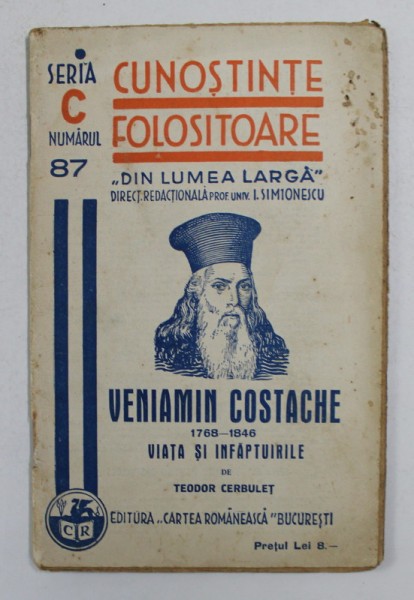 SERIA
C
NUMĂRUL
87
CUNOȘTINȚE
FOLOSITOARE
„DIN LUMEA LARGĂ"
DIRECT. REDACȚIONALĂ PROF. UNIV. I. SIMIONESCU
VENIAMIN COSTACHE
1768—1846
VIAȚA ȘI INFĂPTUIRILE
DE
TEODOR CERBULEȚ
C R
EDITURA „CARTEA ROMÂNEASCĂ" BUCUREȘTI
Prețul Lei 8.—